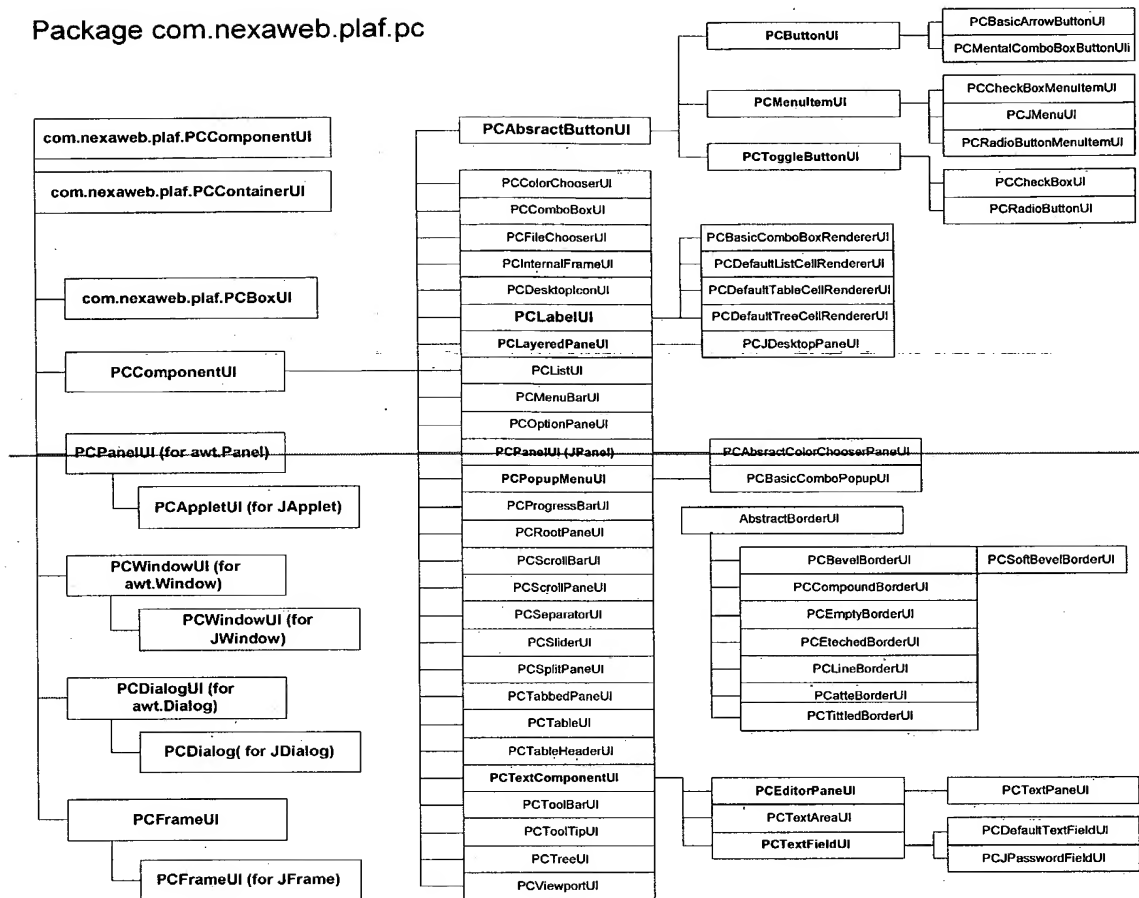 Package com.nexaweb.plaf.pc
com.nexaweb.plaf.PCComponentUI
com.nexaweb.plaf.PCContainerUI
com.nexaweb.plaf.PCBoxUI
PCComponentUI
PCPanelUI (for awt.Panel)
PCAppletUI (for JApplet)
PCWindowUI (for
awt.Window)
PCWindowUI (for
JWindow)
PCDialogUI (for
awt.Dialog)
PCDialog( for JDialog)
PCFrameUI
PCFrameUI (for JFrame)
PCAbsractButtonUI
PCColorChooserUI
PCComboBoxUI
PCFileChooserUI
PCInternalFrameUI
PCDesktopIconUI
PCLabelUI
PCLayeredPaneUI
PCListUI
PCMenuBarUI
PCOptionPaneUI
PCPanelUI (JPanel)
PCPopupMenuUI
PCProgressBarUI
PCRootPaneUI
PCScrollBarUI
PCScrollPaneUI
PCSeparatorUI
PCSliderUI
PCSplitPaneUI
PCTabbedPaneUI
PCTableUI
PCTableHeaderUI
PCTextComponentUI
PCToolBarUI
PCToolTipUI
PCTreeUI
PCViewportUI
PCButtonUI
PCBasicArrowButtonUI
PCMentalComboBoxButtonUIi
PCMenuItemUI
PCCheckBoxMenuItemUI
PCJMenuUI
PCRadioButtonMenuItemUI
PCToggleButtonUI
PCCheckBoxUI
PCRadioButtonUI
PCBasicComboBoxRendererUI
PCDefaultListCellRendererUI
PCDefaultTableCellRendererUI
PCDefaultTreeCellRendererUI
PCJDesktopPaneUI
PCAbsractColorChooserPaneUI
PCBasicComboPopupUI
AbstractBorderUI
PCBevelBorderUI
PCSoftBevelBorderUI
PCCompoundBorderUI
PCEmptyBorderUI
PCEtechedBorderUI
PCLineBorderUI
PCatteBorderUI
PCTittledBorderUI
PCEditorPaneUI
PCTextPaneUI
PCTextAreaUI
PCTextFieldUI
PCDefaultTextFieldUI
PCJPasswordFieldUI